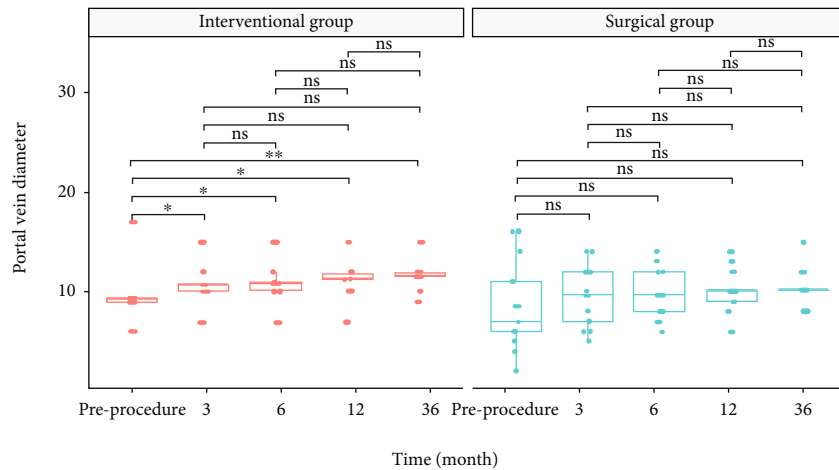 Interventional group
Surgical group
ns
ns
ns
ns
ns
ns
ns
ns
ns
ns
ns
ns
**
ns
*
ns
*
ns
*
ns
Portal vein diameter
30
20
10
Pre-procedure 3 6 12 36
Pre-procedure 3 6 12 36
Time (month)